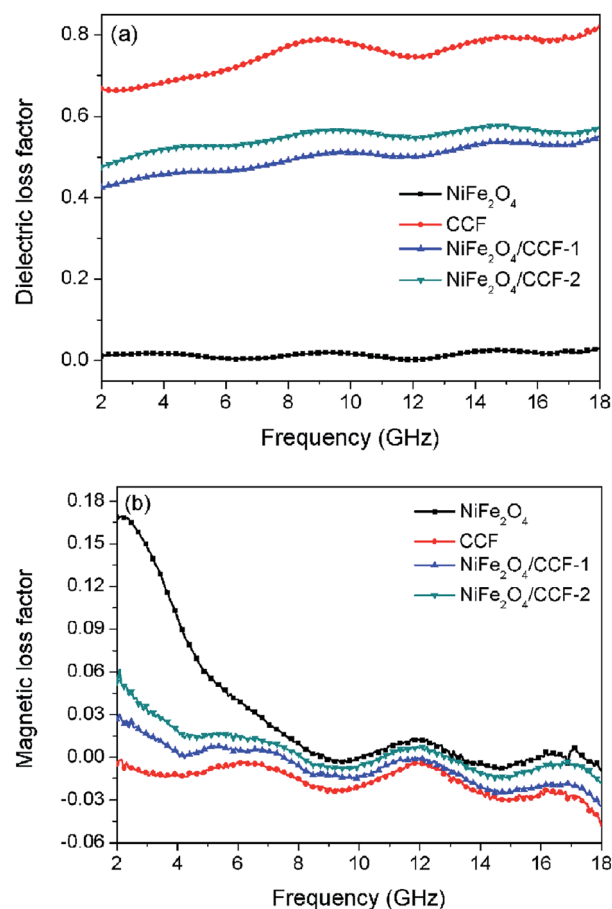 (a)
0.8
0.6
0.4
0.2
0.0
Dielectric loss factor
NiFe₂O₄
CCF
NiFe₂O₄/CCF-1
NiFe₂O₄/CCF-2
2 4 6 8 10 12 14 16 18
Frequency (GHz)
(b)
0.18
0.15
0.12
0.09
0.06
0.03
0.00
-0.03
-0.06
Magnetic loss factor
NiFe₂O₄
CCF
NiFe₂O₄/CCF-1
NiFe₂O₄/CCF-2
2 4 6 8 10 12 14 16 18
Frequency (GHz)